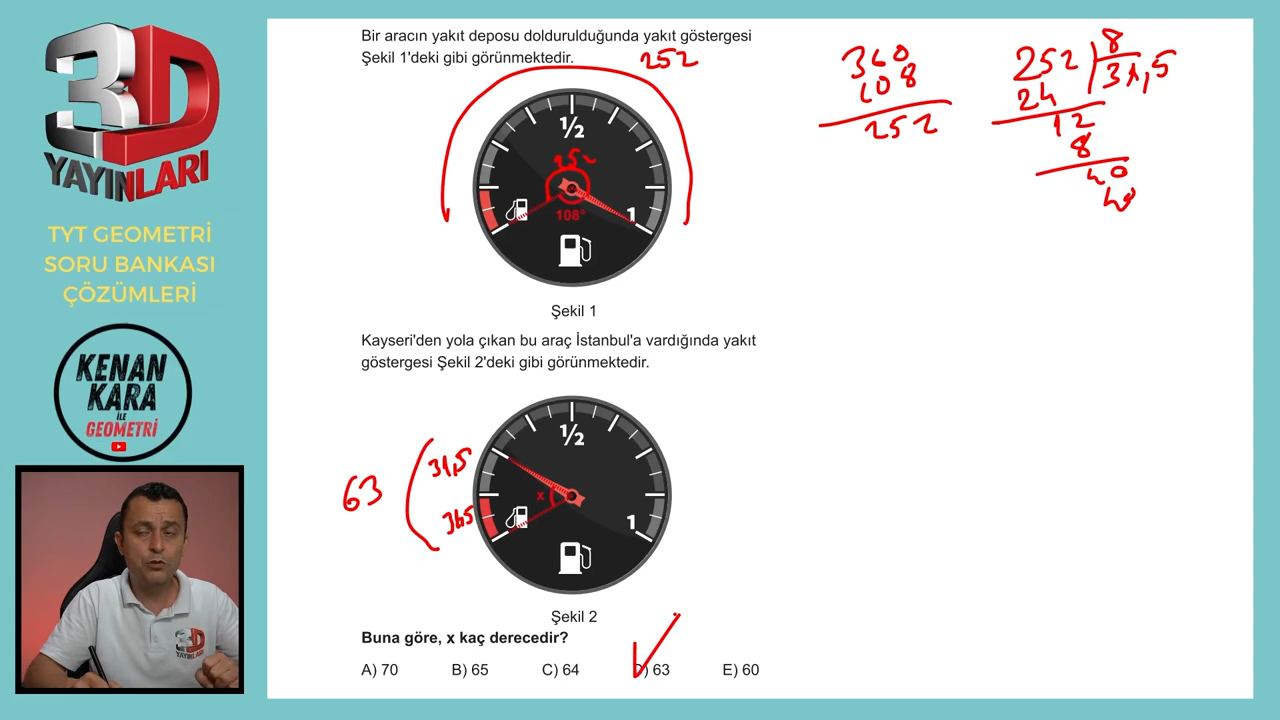 3D
YAYINLARI
TYT GEOMETRİ
SORU BANKASI
ÇÖZÜMLERİ
KENAN
KARA
İLE
GEOMETRİ
3D
YAYINLARI
Bir aracın yakıt deposu doldurulduğunda yakıt göstergesi
Şekil 1'deki gibi görünmektedir.
252
1/2
252
108°
1
Şekil 1
Kayseri'den yola çıkan bu araç İstanbul'a vardığında yakıt
göstergesi Şekil 2'deki gibi görünmektedir.
1/2
31,5
63
x
1
Şekil 2
Buna göre, x kaç derecedir?
A) 70 B) 65 C) 64 D) 63 E) 60
360
108
252
252 8
31,5
24
12
8
40
40